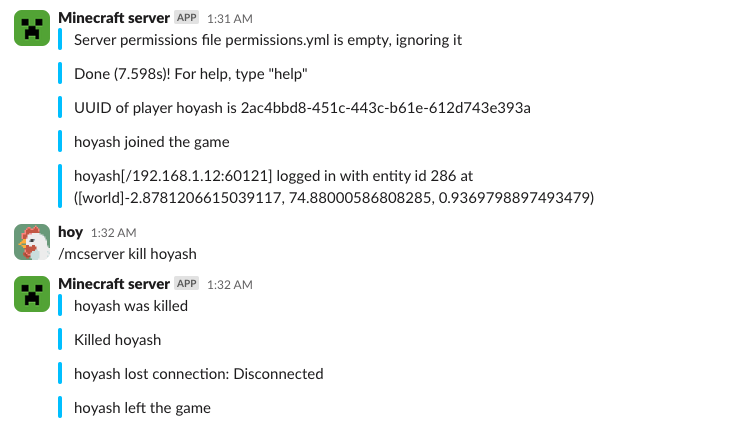 Minecraft server APP 1:31 AM
Server permissions file permissions.yml is empty, ignoring it
Done (7.598s)! For help, type "help"
UUID of player hoyash is 2ac4bbd8-451c-443c-b61e-612d743e393a
hoyash joined the game
hoyash[/192.168.1.12:60121] logged in with entity id 286 at
([world]-2.8781206615039117, 74.88000586808285, 0.9369798897493479)
hoy 1:32 AM
/mcserver kill hoyash
Minecraft server APP 1:32 AM
hoyash was killed
Killed hoyash
hoyash lost connection: Disconnected
hoyash left the game